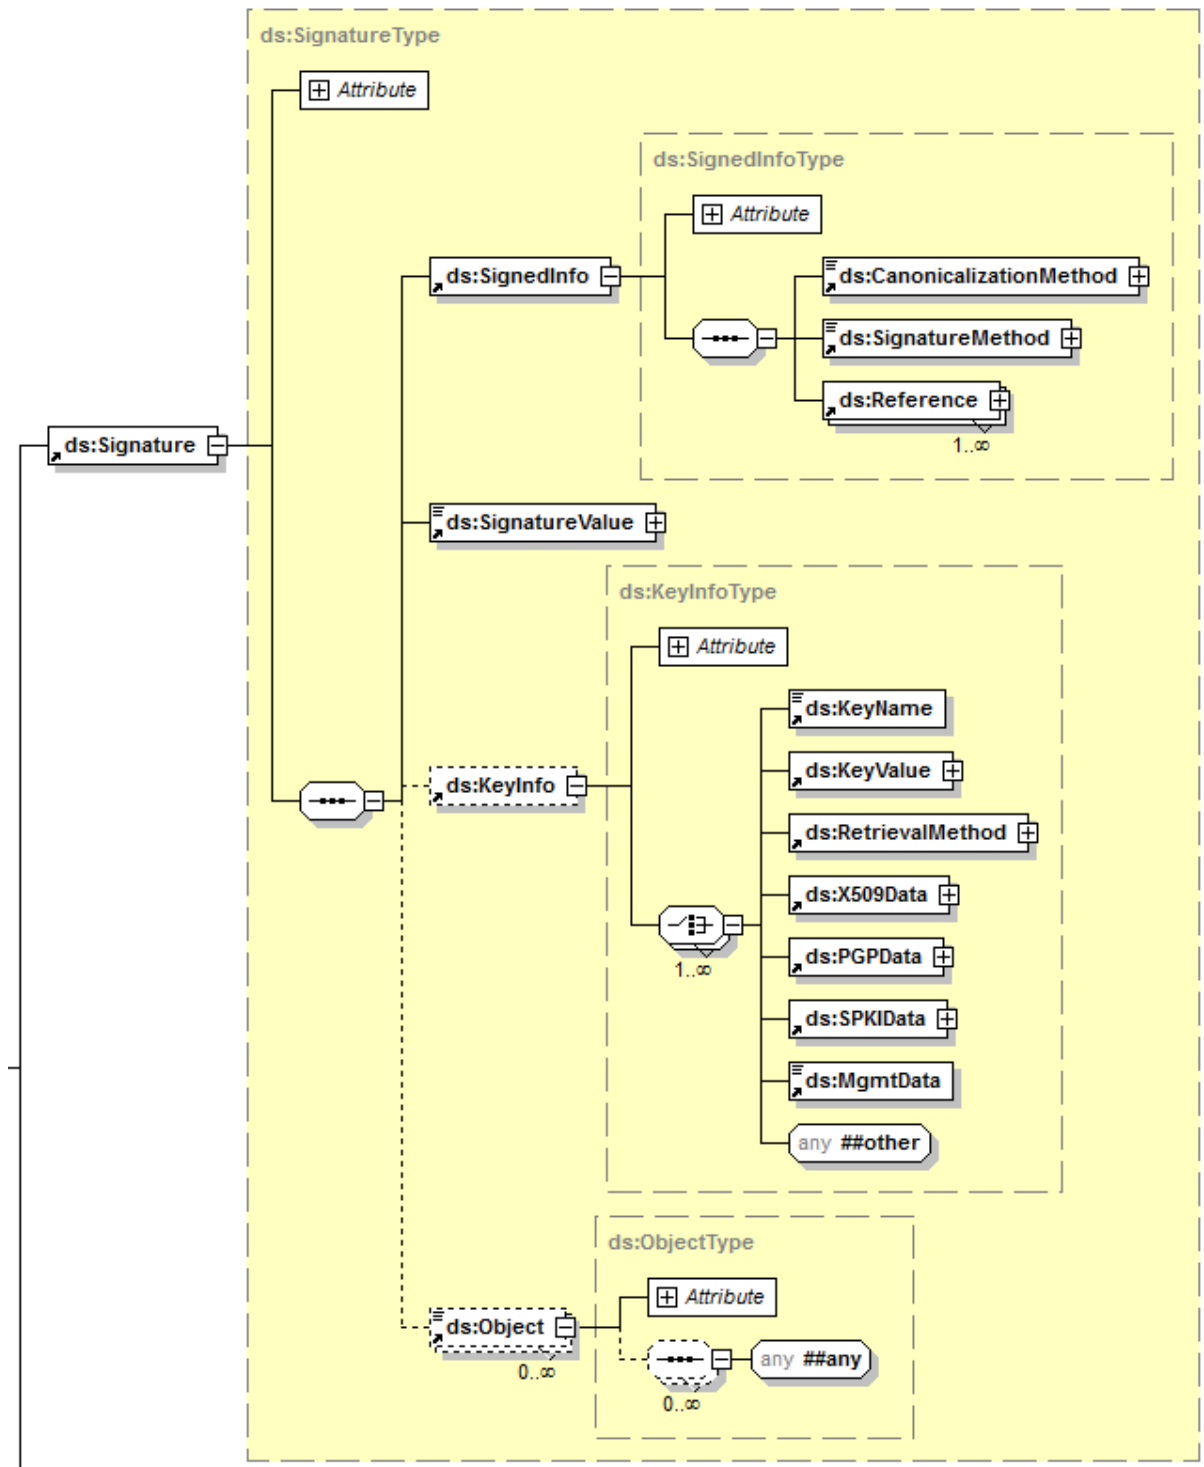 ds:SignatureType
Attribute
ds:SignedInfoType
Attribute
ds:SignedInfo
ds:CanonicalizationMethod
ds:SignatureMethod
ds:Reference
1..∞
ds:Signature
ds:SignatureValue
ds:KeyInfoType
Attribute
ds:KeyName
ds:KeyValue
ds:KeyInfo
ds:RetrievalMethod
ds:X509Data
ds:PGPData
1..∞
ds:SPKIData
ds:MgmtData
any ##other
ds:ObjectType
Attribute
ds:Object
any ##any
0..∞
0..∞